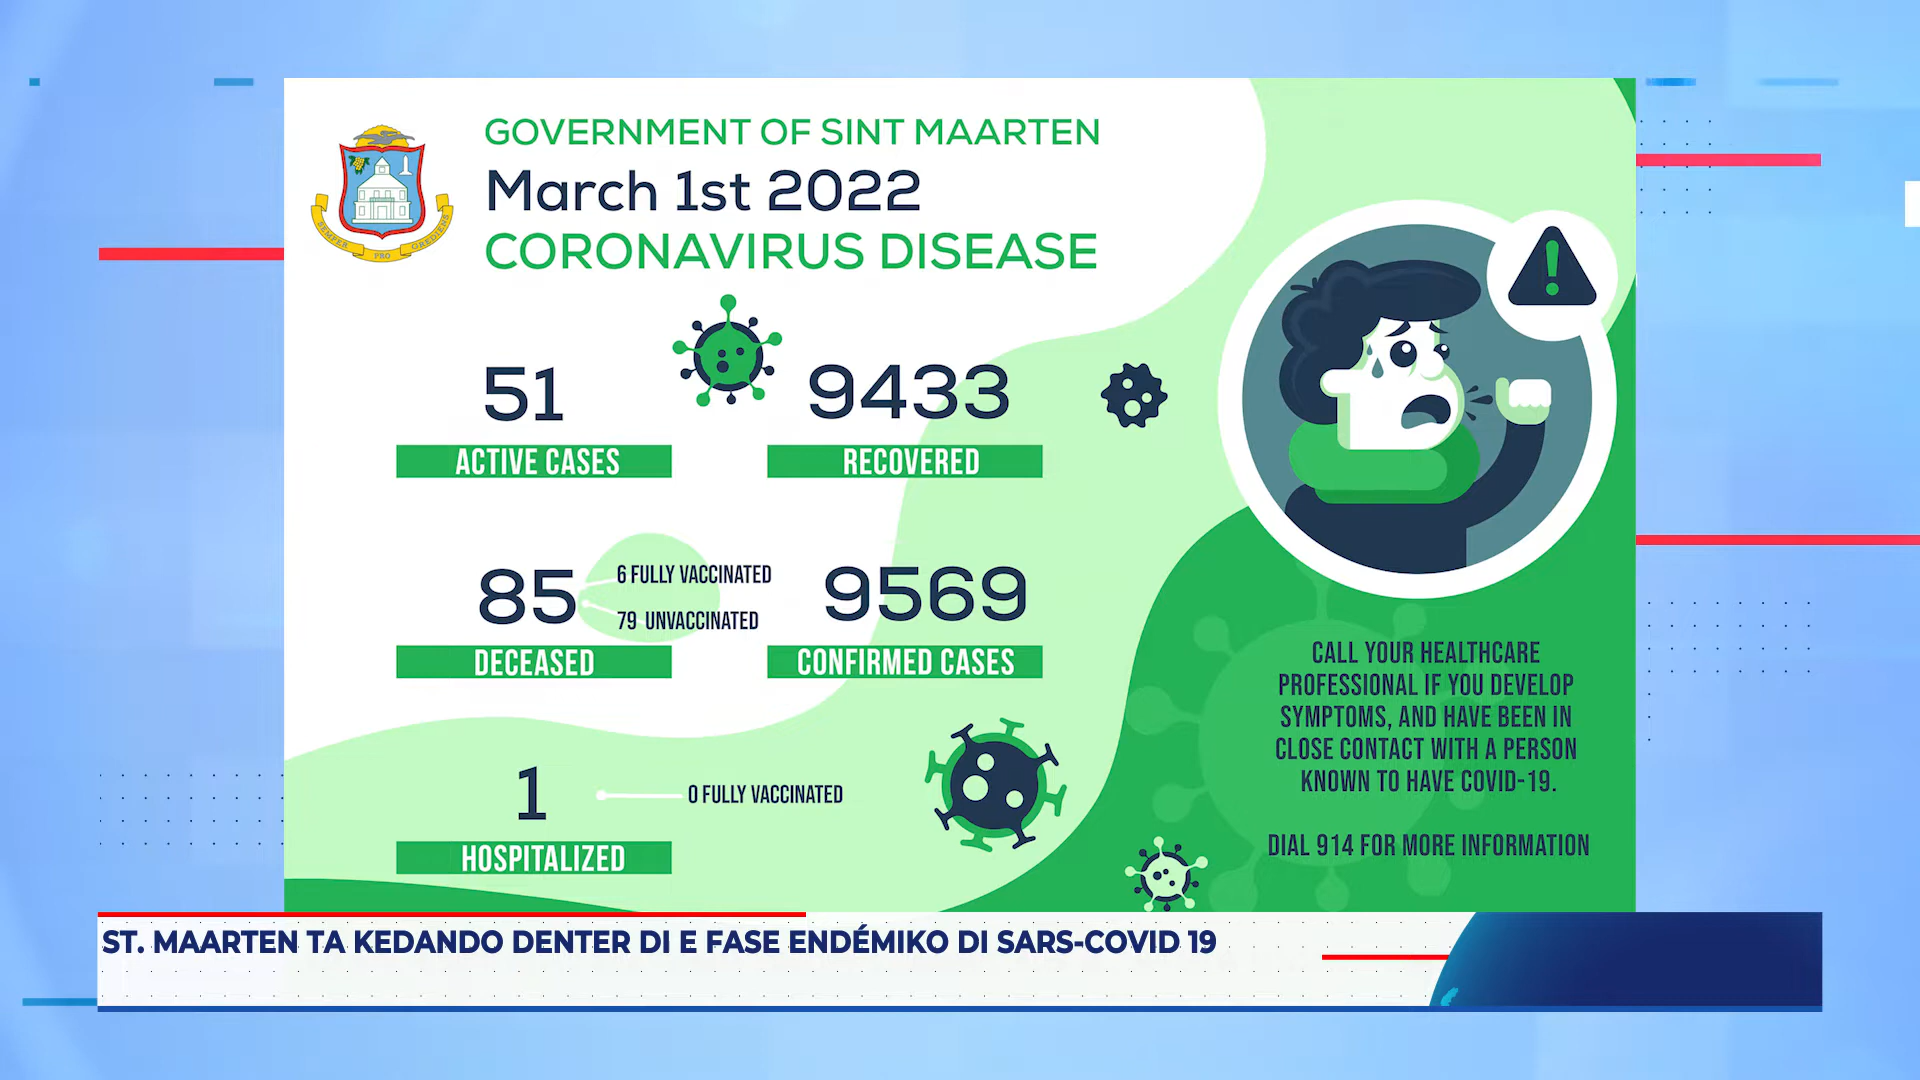 GOVERNMENT OF SINT MAARTEN
March 1st 2022
CORONAVIRUS DISEASE
SEMPER PRO GREDIENS
51
ACTIVE CASES
9433
RECOVERED
85
6 FULLY VACCINATED
79 UNVACCINATED
DECEASED
9569
CONFIRMED CASES
1
0 FULLY VACCINATED
HOSPITALIZED
CALL YOUR HEALTHCARE
PROFESSIONAL IF YOU DEVELOP
SYMPTOMS, AND HAVE BEEN IN
CLOSE CONTACT WITH A PERSON
KNOWN TO HAVE COVID-19.
DIAL 914 FOR MORE INFORMATION
ST. MAARTEN TA KEDANDO DENTER DI E FASE ENDÉMIKO DI SARS-COVID 19